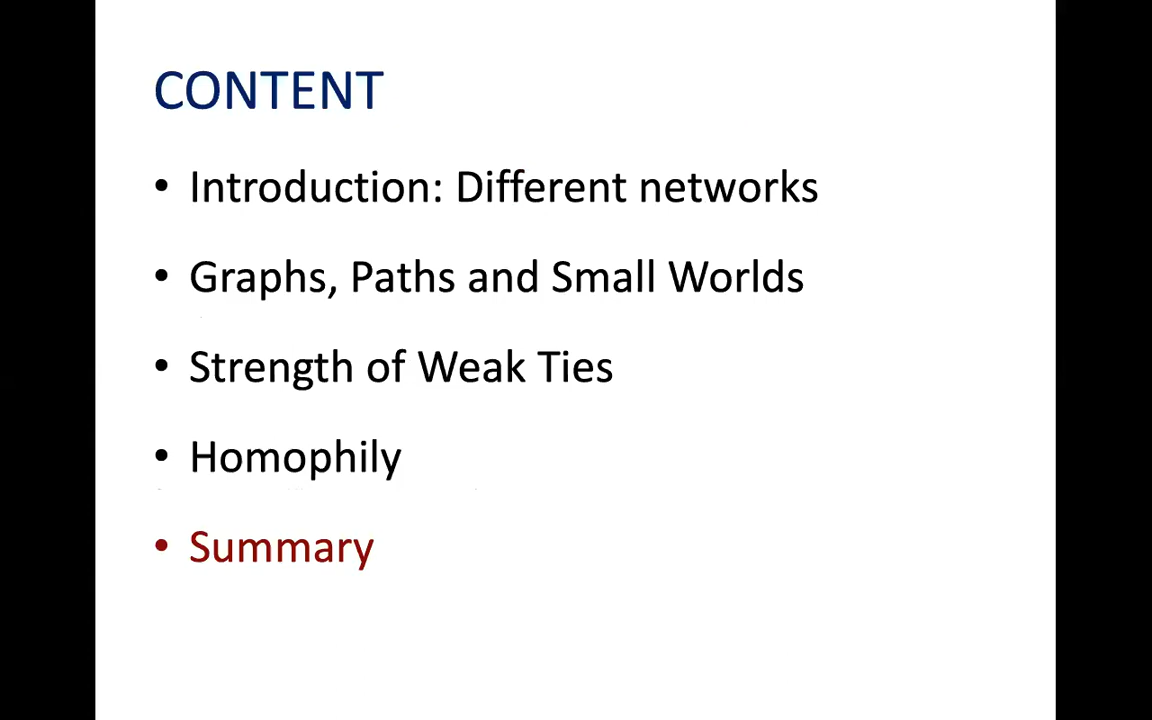 CONTENT
• Introduction: Different networks
• Graphs, Paths and Small Worlds
• Strength of Weak Ties
• Homophily
• Summary